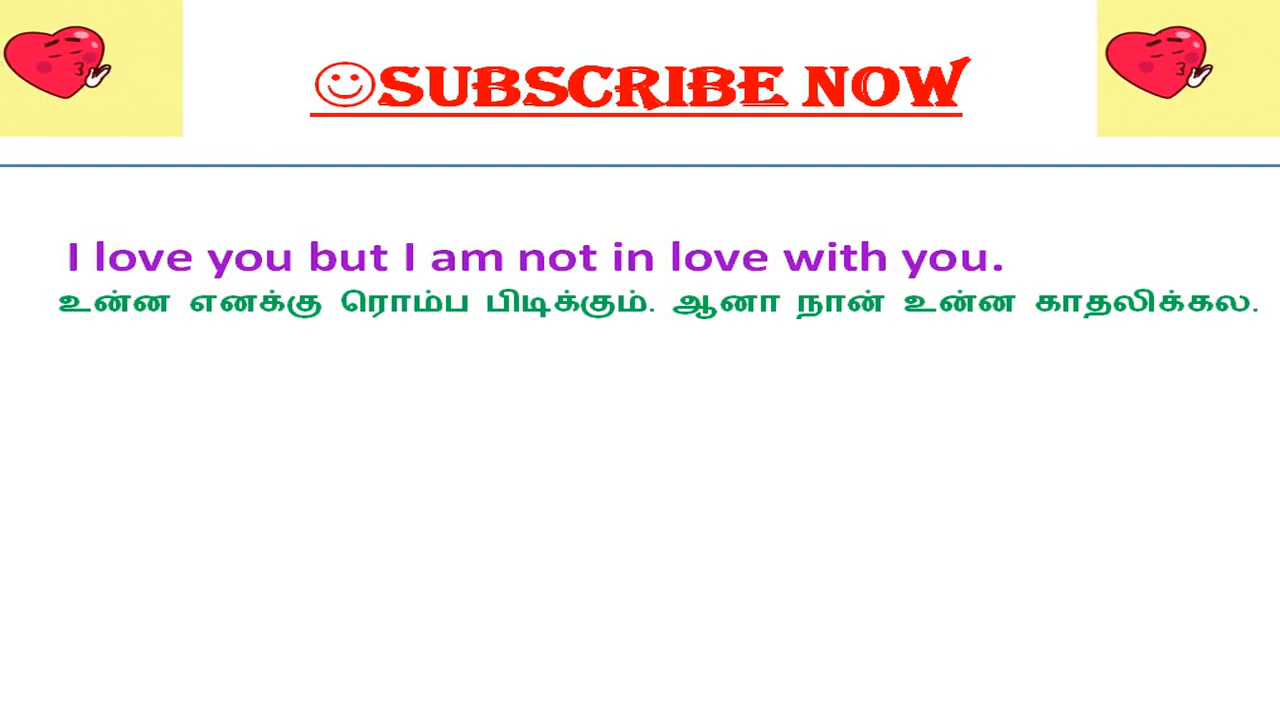 ☺SUBSCRIBE NOW
I love you but I am not in love with you.
உன்ன எனக்கு ரொம்ப பிடிக்கும். ஆனா நான் உன்ன காதலிக்கல.